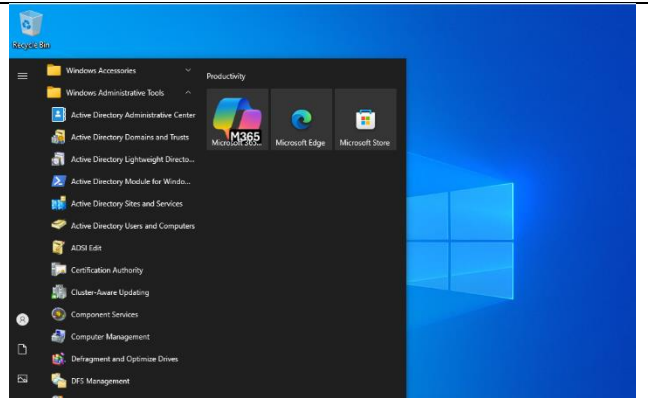 Recycle Bin
Windows Accessories
Productivity
Windows Administrative Tools
Active Directory Administrative Center
Active Directory Domains and Trusts
M365
Microsoft 365...
Microsoft Edge
Microsoft Store
Active Directory Lightweight Directo...
Active Directory Module for Windo...
Active Directory Sites and Services
Active Directory Users and Computers
ADSI Edit
Certification Authority
Cluster-Aware Updating
Component Services
Computer Management
Defragment and Optimize Drives
DFS Management